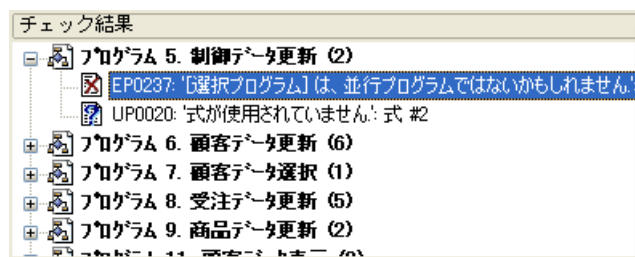 チェック結果
プログラム 5. 制御データ更新 (2)
EP0237: '[選択プログラム] は、並行プログラムではないかもしれません.'
UP0020: '式が使用されていません': 式 #2
プログラム 6. 顧客データ更新 (6)
プログラム 7. 顧客データ選択 (1)
プログラム 8. 受注データ更新 (5)
プログラム 9. 商品データ更新 (2)